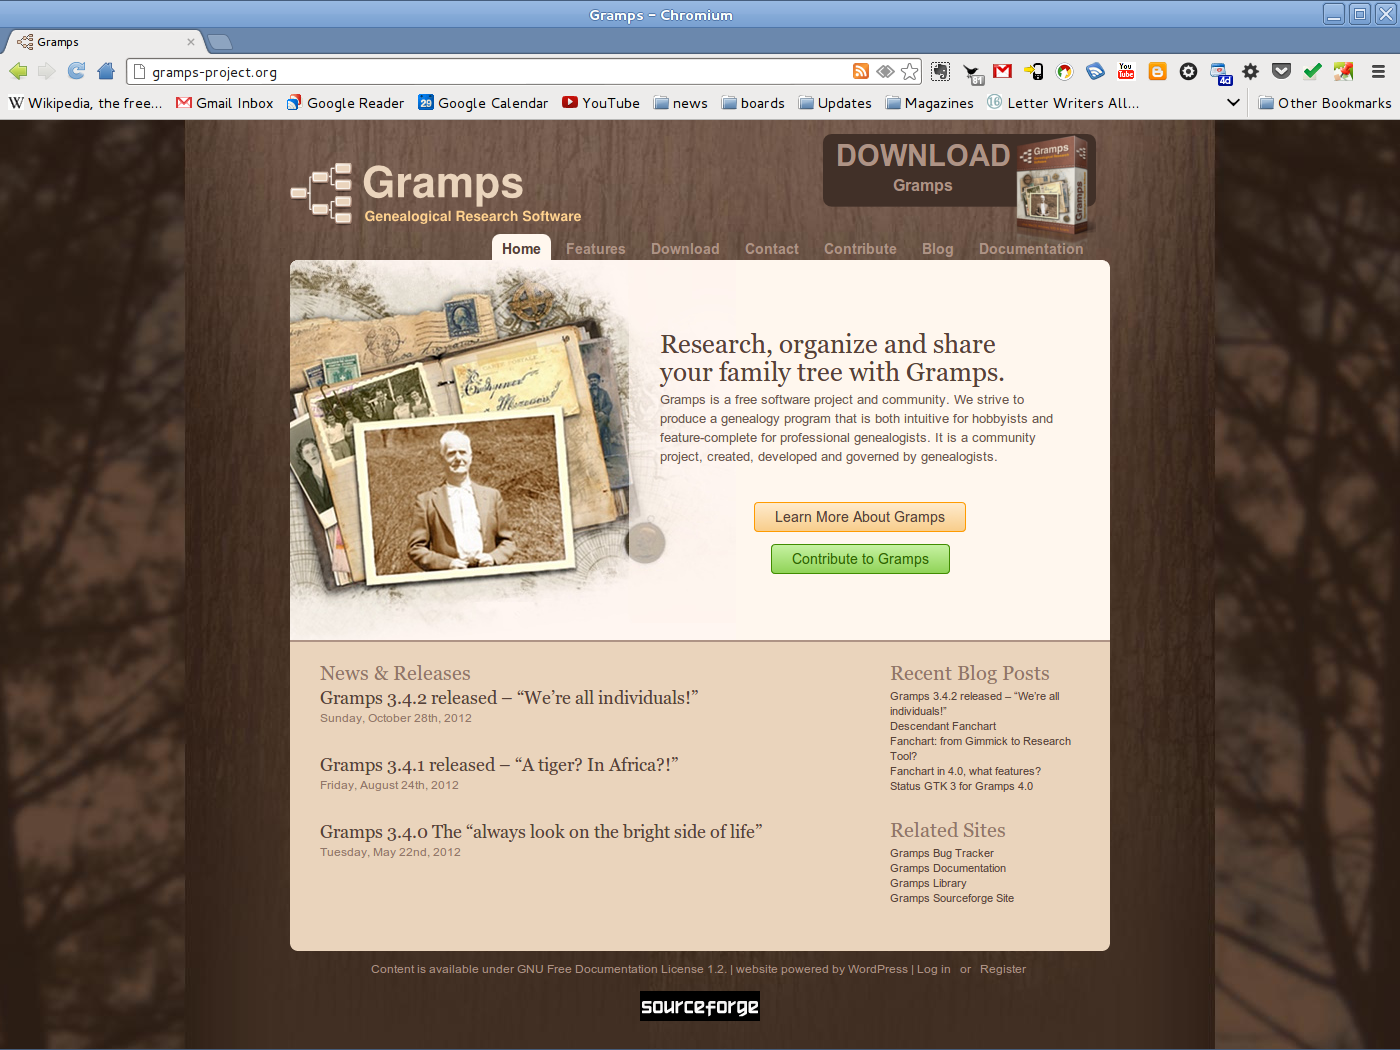 Gramps - Chromium
Gramps
gramps-project.org
81
You
Tube
4d
W Wikipedia, the free...
Gmail Inbox
Google Reader
29 Google Calendar
YouTube
news
boards
Updates
Magazines
16 Letter Writers All...
Other Bookmarks
Gramps
Genealogical Research Software
DOWNLOAD
Gramps
Gramps
Gramps
Home
Features
Download
Contact
Contribute
Blog
Documentation
Research, organize and share
your family tree with Gramps.
Gramps is a free software project and community. We strive to
produce a genealogy program that is both intuitive for hobbyists and
feature-complete for professional genealogists. It is a community
project, created, developed and governed by genealogists.
Learn More About Gramps
Contribute to Gramps
News & Releases
Gramps 3.4.2 released – “We’re all individuals!”
Sunday, October 28th, 2012
Gramps 3.4.1 released – “A tiger? In Africa?!”
Friday, August 24th, 2012
Gramps 3.4.0 The “always look on the bright side of life”
Tuesday, May 22nd, 2012
Recent Blog Posts
Gramps 3.4.2 released – “We’re all
individuals!”
Descendant Fanchart
Fanchart: from Gimmick to Research
Tool?
Fanchart in 4.0, what features?
Status GTK 3 for Gramps 4.0
Related Sites
Gramps Bug Tracker
Gramps Documentation
Gramps Library
Gramps Sourceforge Site
Content is available under GNU Free Documentation License 1.2. | website powered by WordPress | Log in or Register
sourceforge